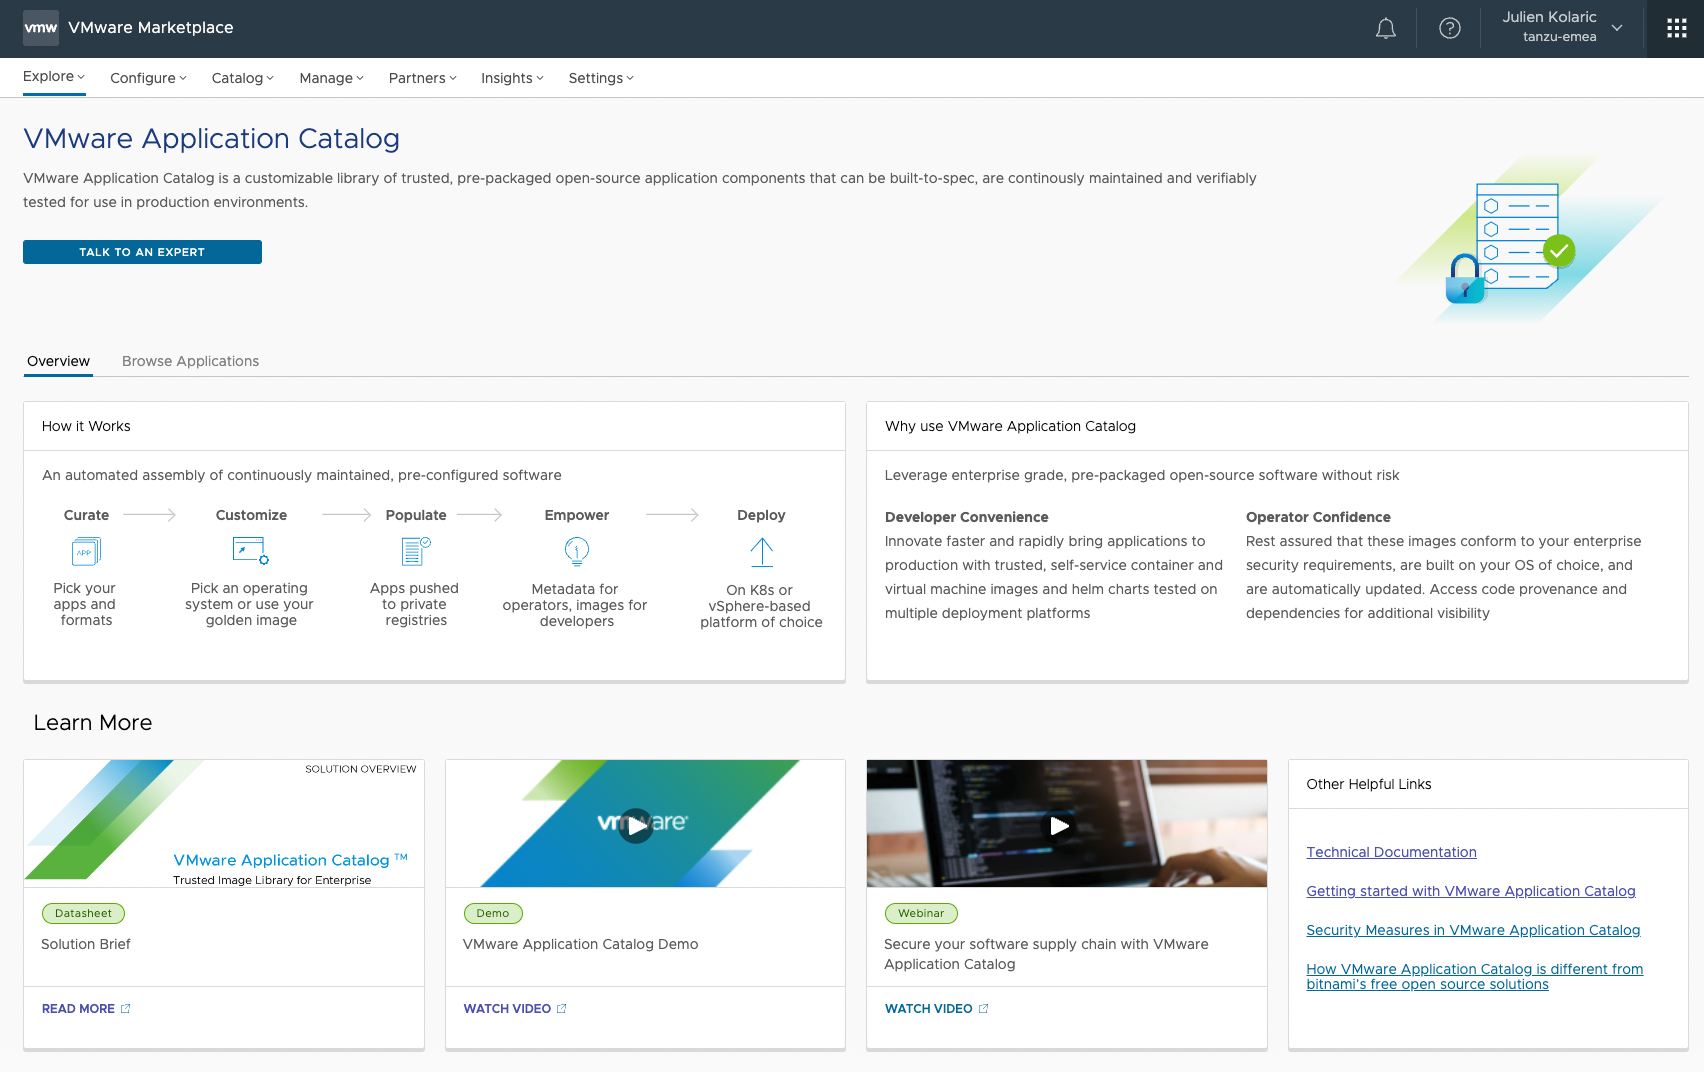 vmw VMware Marketplace
Julien Kolaric
tanzu-emea
Explore Configure Catalog Manage Partners Insights Settings
VMware Application Catalog
VMware Application Catalog is a customizable library of trusted, pre-packaged open-source application components that can be built-to-spec, are continously maintained and verifiably
tested for use in production environments.
TALK TO AN EXPERT
Overview Browse Applications
How it Works
An automated assembly of continuously maintained, pre-configured software
Curate Customize Populate Empower Deploy
APP
Pick your
apps and
formats
Pick an operating
system or use your
golden image
Apps pushed
to private
registries
Metadata for
operators, images for
developers
On K8s or
vSphere-based
platform of choice
Why use VMware Application Catalog
Leverage enterprise grade, pre-packaged open-source software without risk
Developer Convenience
Innovate faster and rapidly bring applications to
production with trusted, self-service container and
virtual machine images and helm charts tested on
multiple deployment platforms
Operator Confidence
Rest assured that these images conform to your enterprise
security requirements, are built on your OS of choice, and
are automatically updated. Access code provenance and
dependencies for additional visibility
Learn More
SOLUTION OVERVIEW
VMware Application Catalog ™
Trusted Image Library for Enterprise
Datasheet
Solution Brief
READ MORE
vmware®
Demo
VMware Application Catalog Demo
WATCH VIDEO
Webinar
Secure your software supply chain with VMware
Application Catalog
WATCH VIDEO
Other Helpful Links
Technical Documentation
Getting started with VMware Application Catalog
Security Measures in VMware Application Catalog
How VMware Application Catalog is different from
bitnami's free open source solutions